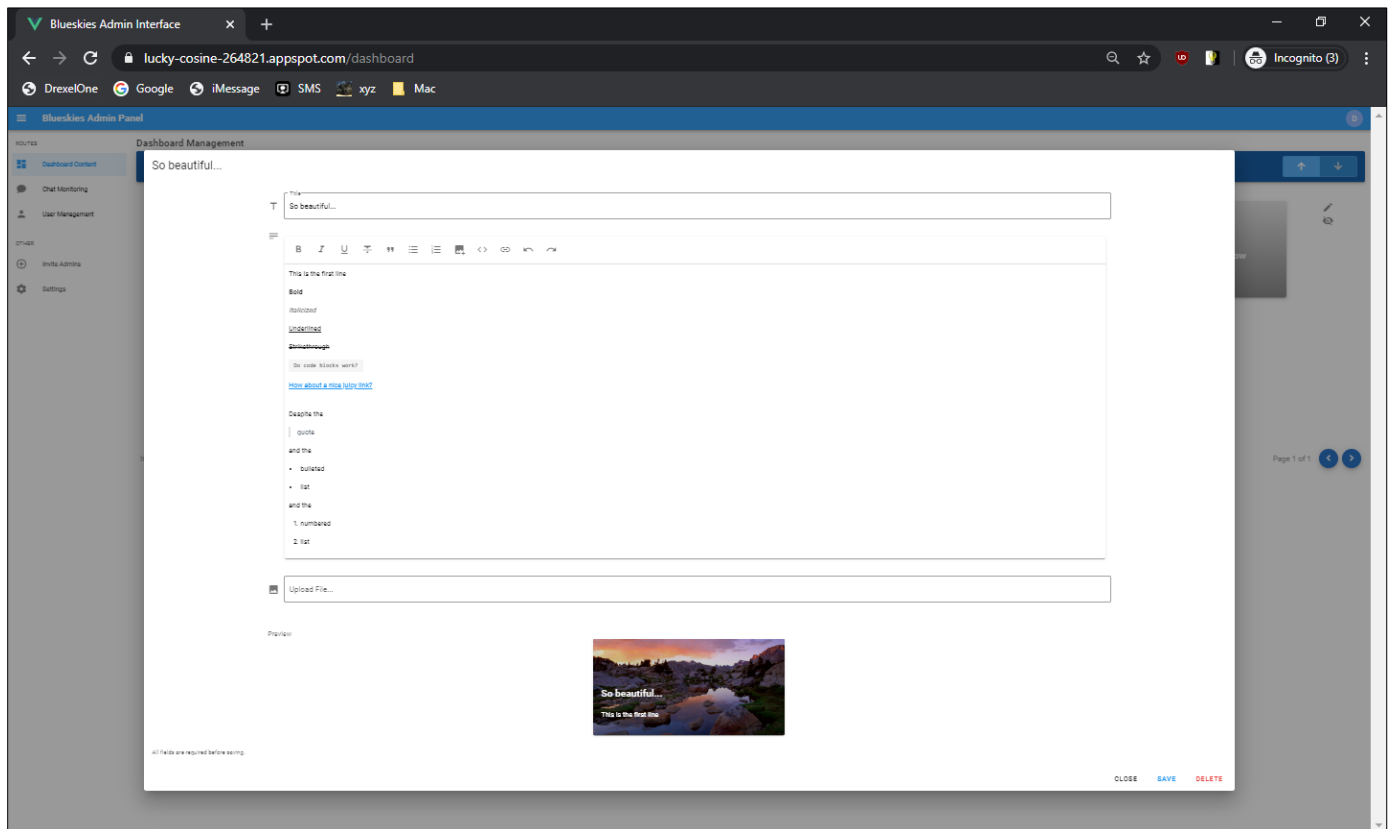 Blueskies Admin Interface
lucky-cosine-264821.appspot.com/dashboard
Incognito (3)
DrexelOne Google iMessage SMS xyz Mac
Blueskies Admin Panel
D
ROUTES
Dashboard Management
Dashboard Content
Chat Monitoring
User Management
OTHER
Invite Admins
Settings
So beautiful...
Title
So beautiful...
This is the first line
Bold
Italicized
Underlined
Strikethrough
Do code blocks work?
How about a nice juicy link?
Despite the
quote
and the
• bulleted
• list
and the
1. numbered
2. list
Upload File...
Preview
So beautiful...
This is the first line
All fields are required before saving.
CLOSE SAVE DELETE
Page 1 of 1